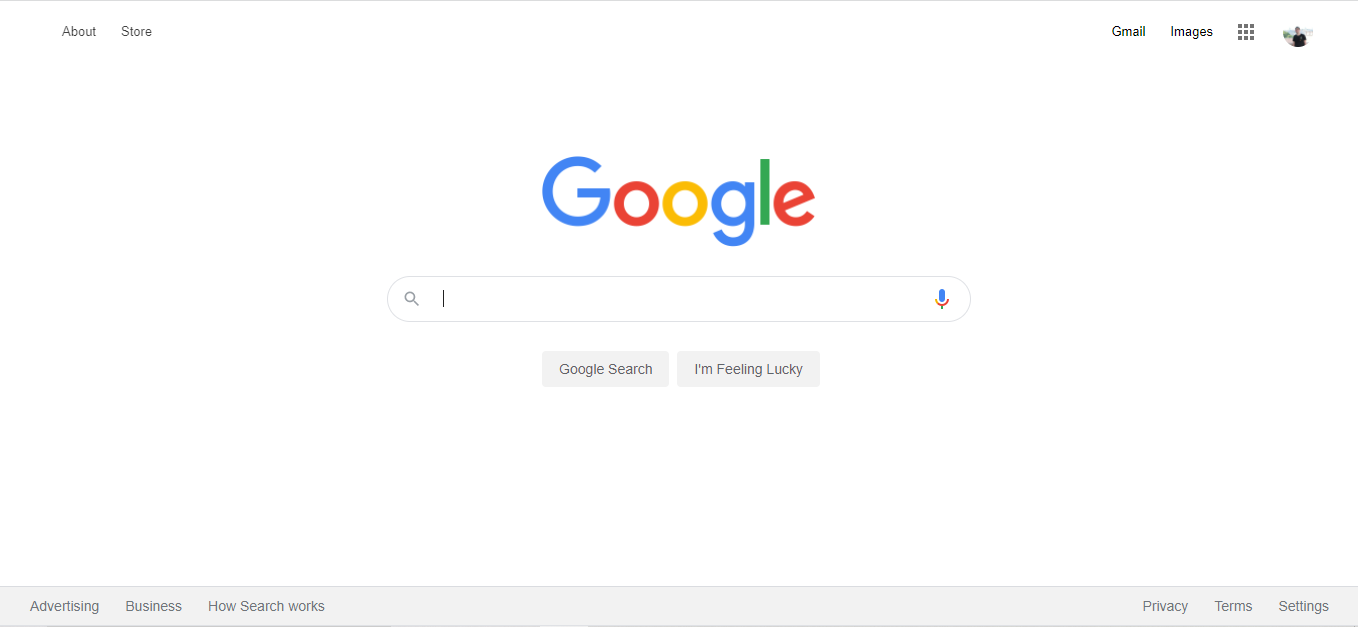 About Store Gmail Images
Google
Google Search I'm Feeling Lucky
Advertising Business How Search works Privacy Terms Settings